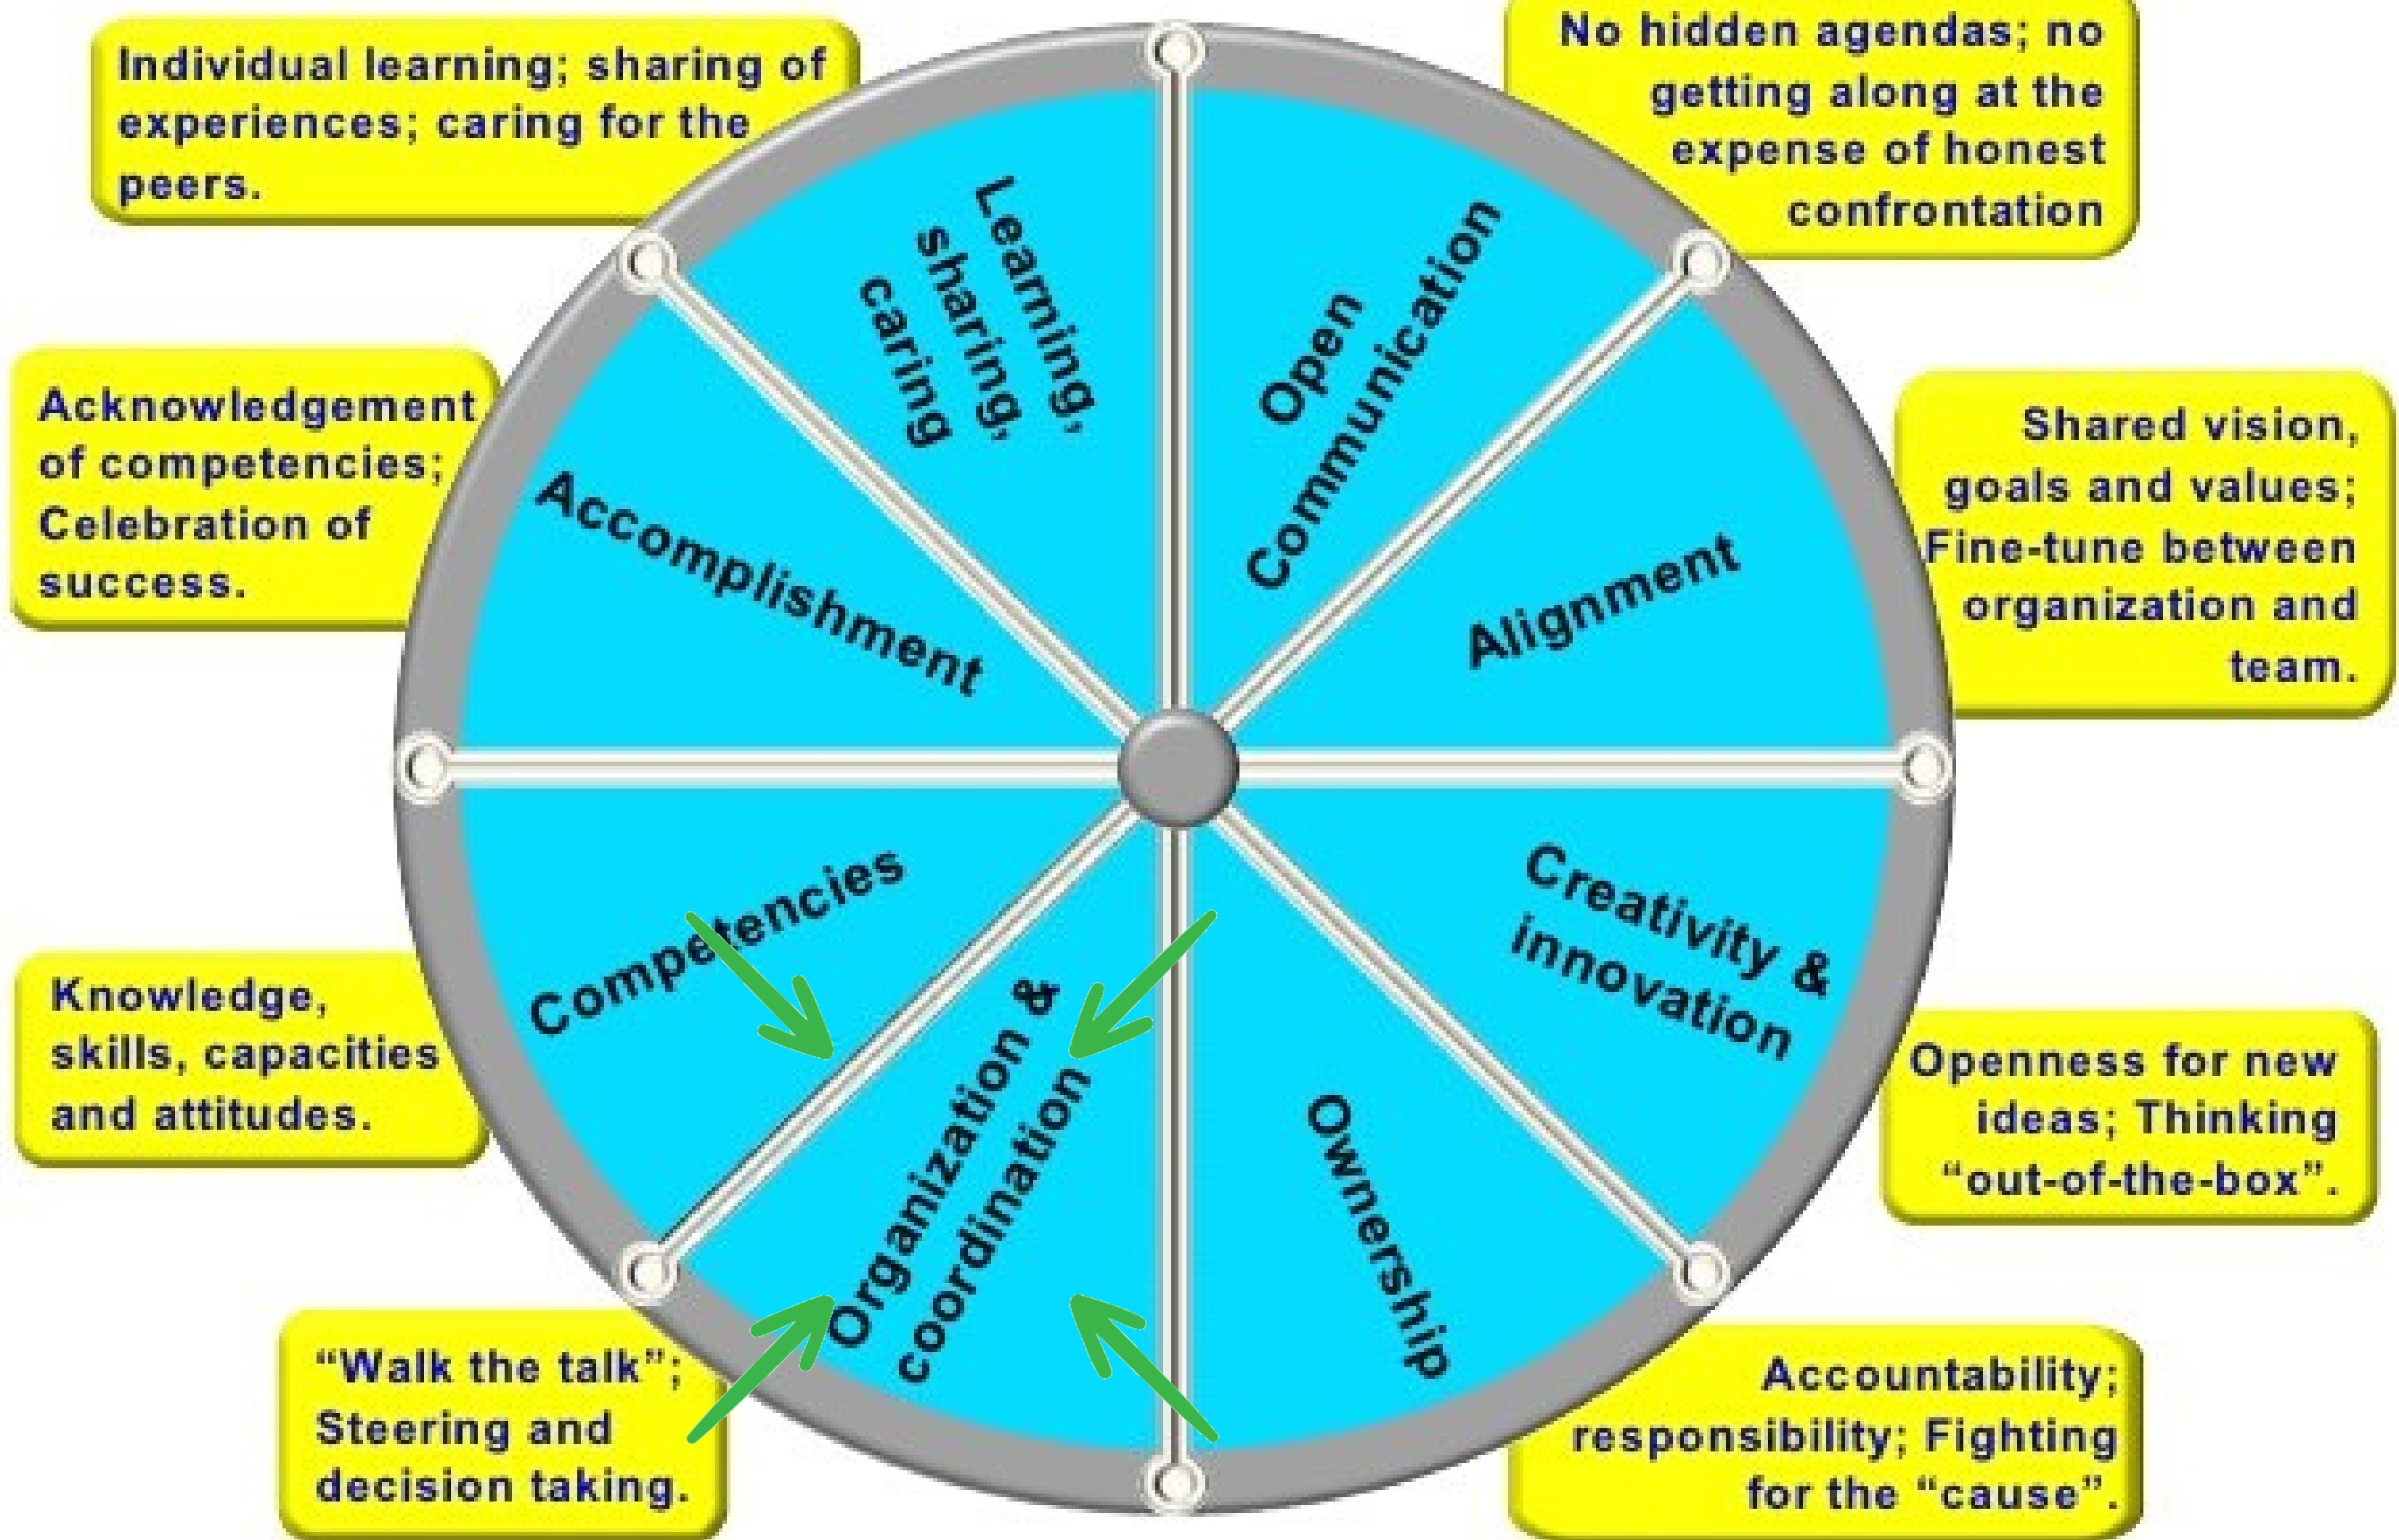 Individual learning; sharing of
experiences; caring for the
peers.
No hidden agendas; no
getting along at the
expense of honest
confrontation
Learning,
sharing,
caring
Open
Communication
Acknowledgement
of competencies;
Celebration of
success.
Accomplishment
Alignment
Shared vision,
goals and values;
Fine-tune between
organization and
team.
Competencies
Creativity &
innovation
Knowledge,
skills, capacities
and attitudes.
Organization &
coordination
Ownership
Openness for new
ideas; Thinking
“out-of-the-box”.
“Walk the talk”;
Steering and
decision taking.
Accountability;
responsibility; Fighting
for the “cause”.